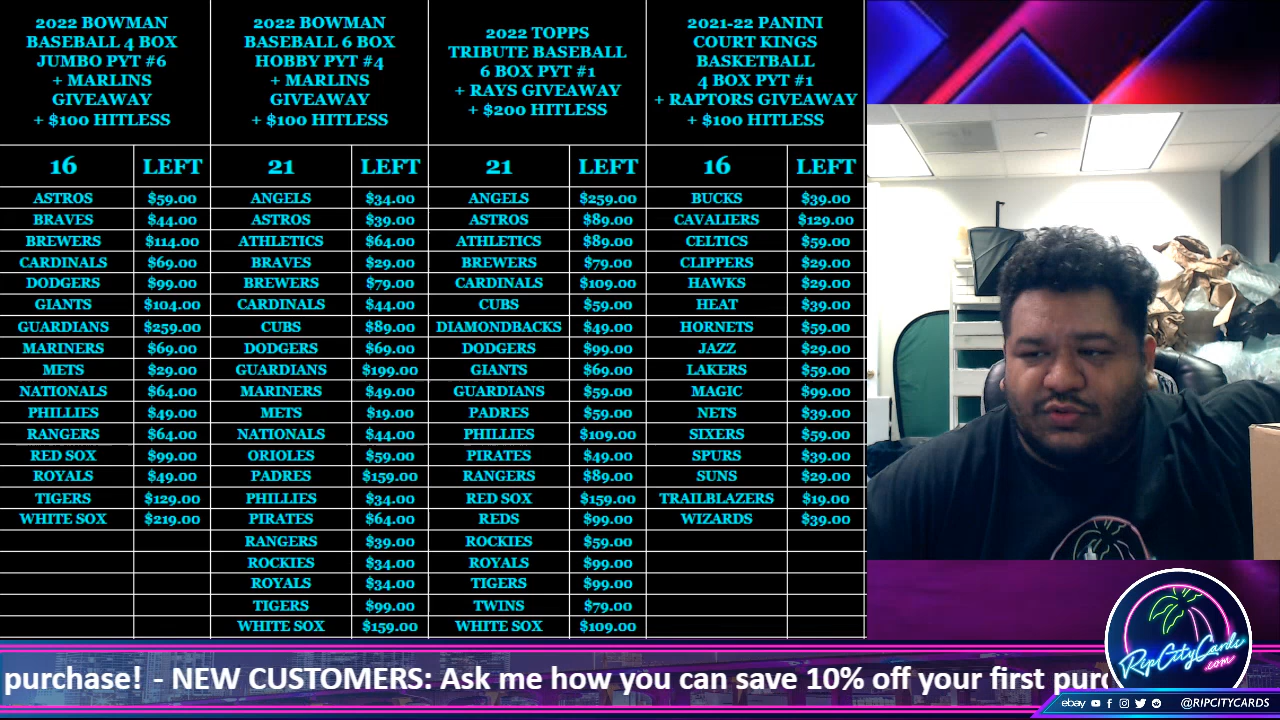 2022 BOWMAN
BASEBALL 4 BOX
JUMBO PYT #6
+ MARLINS
GIVEAWAY
+ $100 HITLESS
16 LEFT
ASTROS $59.00
BRAVES $44.00
BREWERS $114.00
CARDINALS $69.00
DODGERS $99.00
GIANTS $104.00
GUARDIANS $259.00
MARINERS $69.00
METS $29.00
NATIONALS $64.00
PHILLIES $49.00
RANGERS $64.00
RED SOX $99.00
ROYALS $49.00
TIGERS $129.00
WHITE SOX $219.00
2022 BOWMAN
BASEBALL 6 BOX
HOBBY PYT #4
+ MARLINS
GIVEAWAY
+ $100 HITLESS
21 LEFT
ANGELS $34.00
ASTROS $39.00
ATHLETICS $64.00
BRAVES $29.00
BREWERS $79.00
CARDINALS $44.00
CUBS $89.00
DODGERS $69.00
GUARDIANS $199.00
MARINERS $49.00
METS $19.00
NATIONALS $44.00
ORIOLES $59.00
PADRES $159.00
PHILLIES $34.00
PIRATES $64.00
RANGERS $39.00
ROCKIES $34.00
ROYALS $34.00
TIGERS $99.00
WHITE SOX $159.00
2022 TOPPS
TRIBUTE BASEBALL
6 BOX PYT #1
+ RAYS GIVEAWAY
+ $200 HITLESS
21 LEFT
ANGELS $259.00
ASTROS $89.00
ATHLETICS $89.00
BREWERS $79.00
CARDINALS $109.00
CUBS $59.00
DIAMONDBACKS $49.00
DODGERS $99.00
GIANTS $69.00
GUARDIANS $59.00
PADRES $59.00
PHILLIES $109.00
PIRATES $49.00
RANGERS $89.00
RED SOX $159.00
REDS $99.00
ROCKIES $59.00
ROYALS $99.00
TIGERS $99.00
TWINS $79.00
WHITE SOX $109.00
2021-22 PANINI
COURT KINGS
BASKETBALL
4 BOX PYT #1
+ RAPTORS GIVEAWAY
+ $100 HITLESS
16 LEFT
BUCKS $39.00
CAVALIERS $129.00
CELTICS $59.00
CLIPPERS $29.00
HAWKS $29.00
HEAT $39.00
HORNETS $59.00
JAZZ $29.00
LAKERS $59.00
MAGIC $99.00
NETS $39.00
SIXERS $59.00
SPURS $39.00
SUNS $29.00
TRAILBLAZERS $19.00
WIZARDS $39.00
purchase! - NEW CUSTOMERS: Ask me how you can save 10% off your first purc
RipCityCards
.com
ebay @RIPCITYCARDS